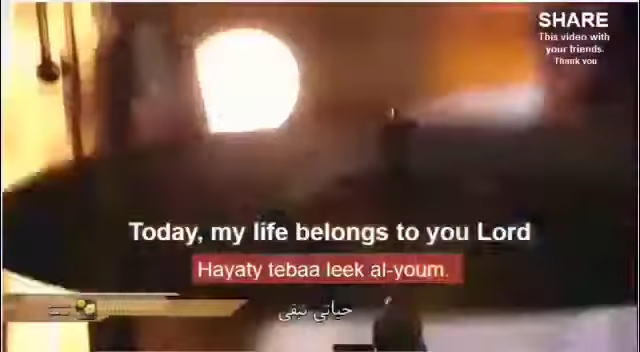 SHARE
This video with
your friends.
Thank you
Today, my life belongs to you Lord
Hayaty tebaa leek al-youm.
حياتي تبقى